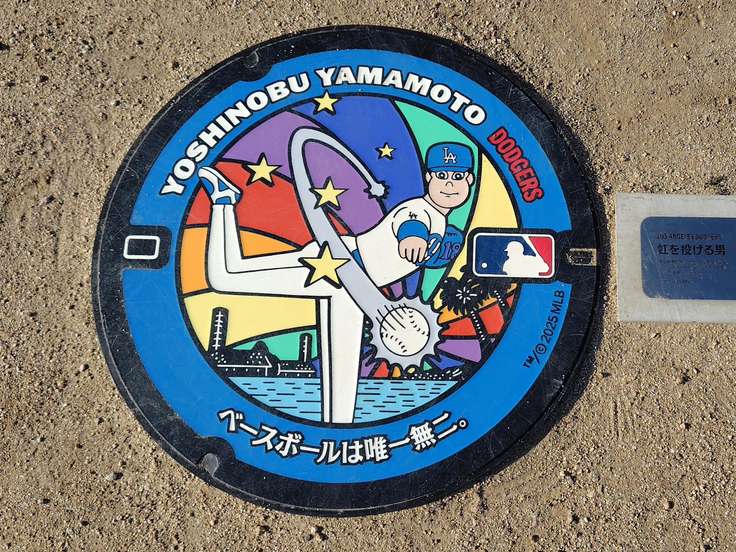 YOSHINOBU YAMAMOTO
DODGERS
LA
18
TM/© 2025 MLB
ベースボールは唯一無二。
虹を投げる男